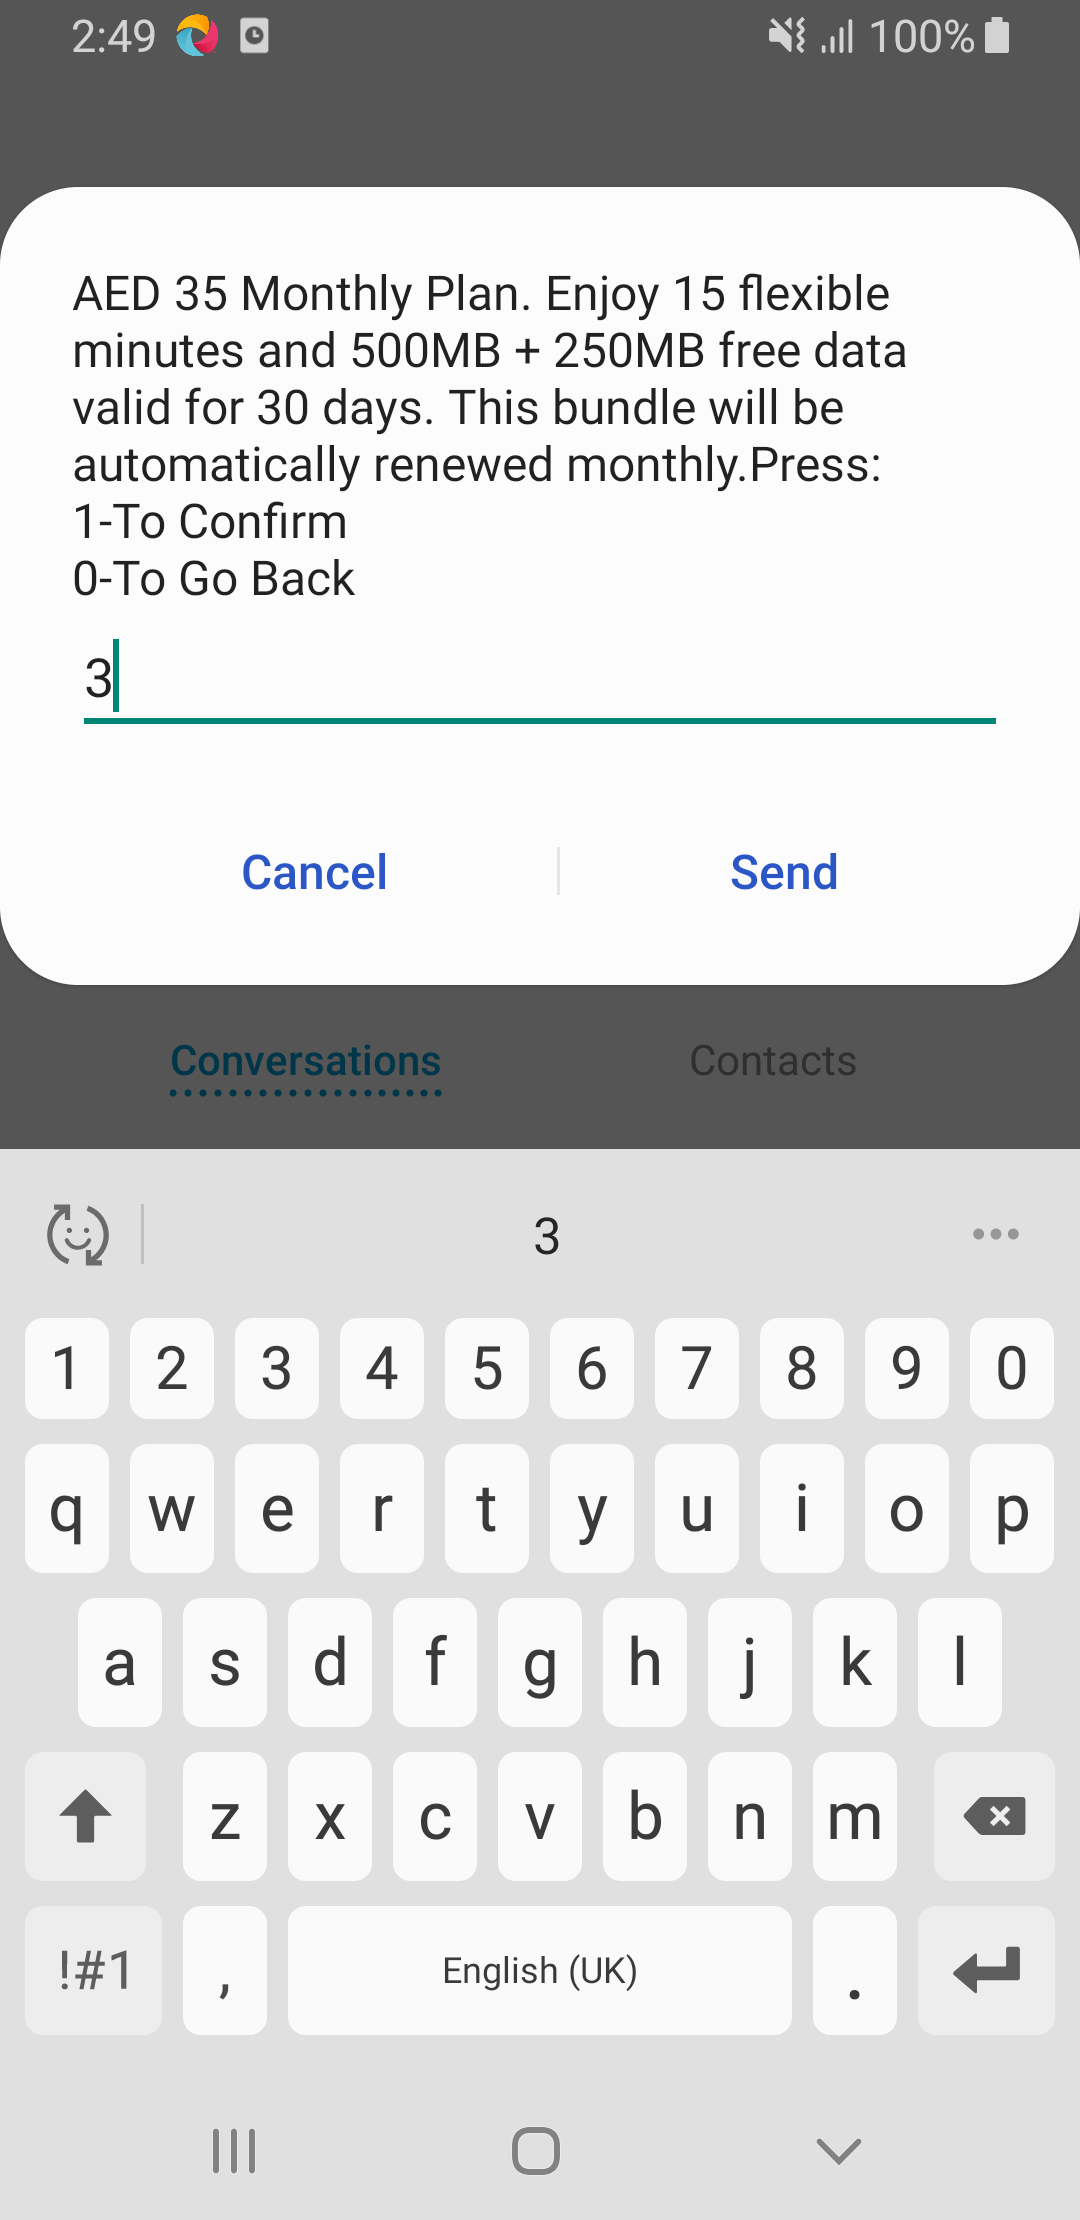 2:49
100%
AED 35 Monthly Plan. Enjoy 15 flexible
minutes and 500MB + 250MB free data
valid for 30 days. This bundle will be
automatically renewed monthly.Press:
1-To Confirm
0-To Go Back
3
Cancel
Send
Conversations
Contacts
3
1 2 3 4 5 6 7 8 9 0
q w e r t y u i o p
a s d f g h j k l
z x c v b n m
!#1 , English (UK) .